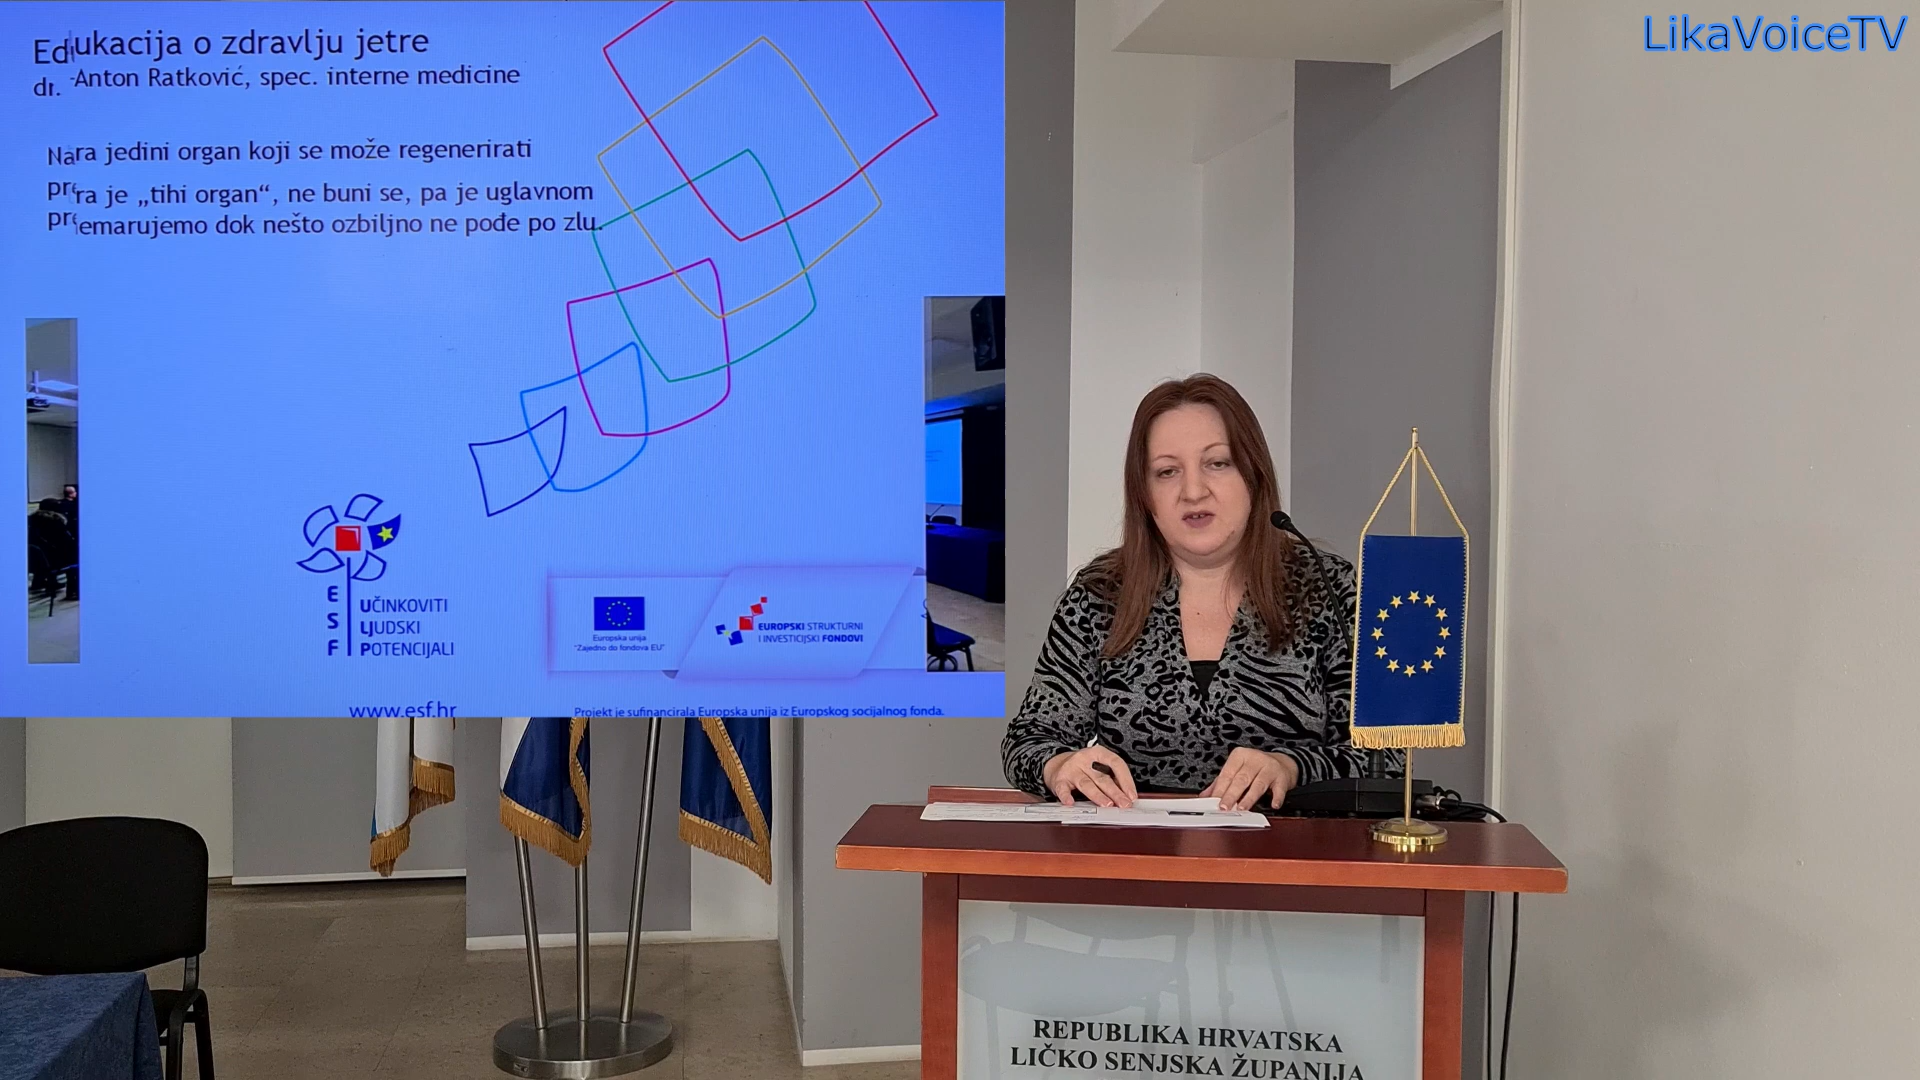 LikaVoiceTV
Edukacija o zdravlju jetre
dr. Anton Ratković, spec. interne medicine
jedini organ koji se može regenerirati
je „tihi organ“, ne buni se, pa je uglavnom
dok nešto ozbiljno ne pođe po zlu.
E
S
F
UČINKOVITI
LJUDSKI
POTENCIJALI
Europska unija
"Zajedno do fondova EU"
EUROPSKI STRUKTURNI
I INVESTICIJSKI FONDOVI
www.esf.hr
Projekt je sufinancirala Europska unija iz Europskog socijalnog fonda.
REPUBLIKA HRVATSKA
LIČKO SENJSKA ŽUPANIJA